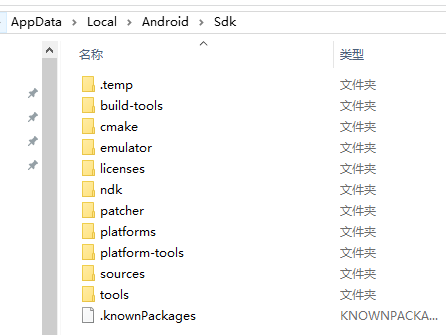 AppData > Local > Android > Sdk
名称 类型
.temp 文件夹
build-tools 文件夹
cmake 文件夹
emulator 文件夹
licenses 文件夹
ndk 文件夹
patcher 文件夹
platforms 文件夹
platform-tools 文件夹
sources 文件夹
tools 文件夹
.knownPackages KNOWNPACKA...